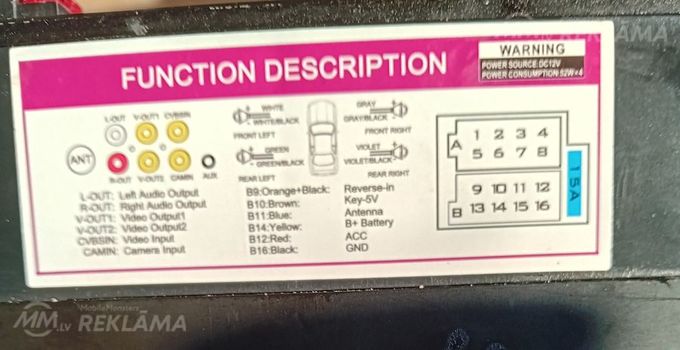 FUNCTION DESCRIPTION
WARNING
POWER SOURCE:DC12V
POWER CONSUMPTION:52W×4
L-OUT V-OUT1 CVBSIN
ANT
R-OUT V-OUT2 CAMIN AUX
WHITE
WHITE/BLACK
FRONT LEFT
GREEN
GREEN/BLACK
REAR LEFT
GRAY
GRAY/BLACK
FRONT RIGHT
VIOLET
VIOLET/BLACK
REAR RIGHT
L-OUT: Left Audio Output
R-OUT: Right Audio Output
V-OUT1: Video Output1
V-OUT2: Video Output2
CVBSIN: Video Input
CAMIN: Camera Input
B9:Orange+Black: Reverse-in
B10:Brown: Key-5V
B11:Blue: Antenna
B14:Yellow: B+ Battery
B12:Red: ACC
B16:Black: GND
A 1 2 3 4
5 6 7 8
9 10 11 12
B 13 14 15 16
15A
MobileMonsters
MM.LV REKLĀMA
REKLĀMA